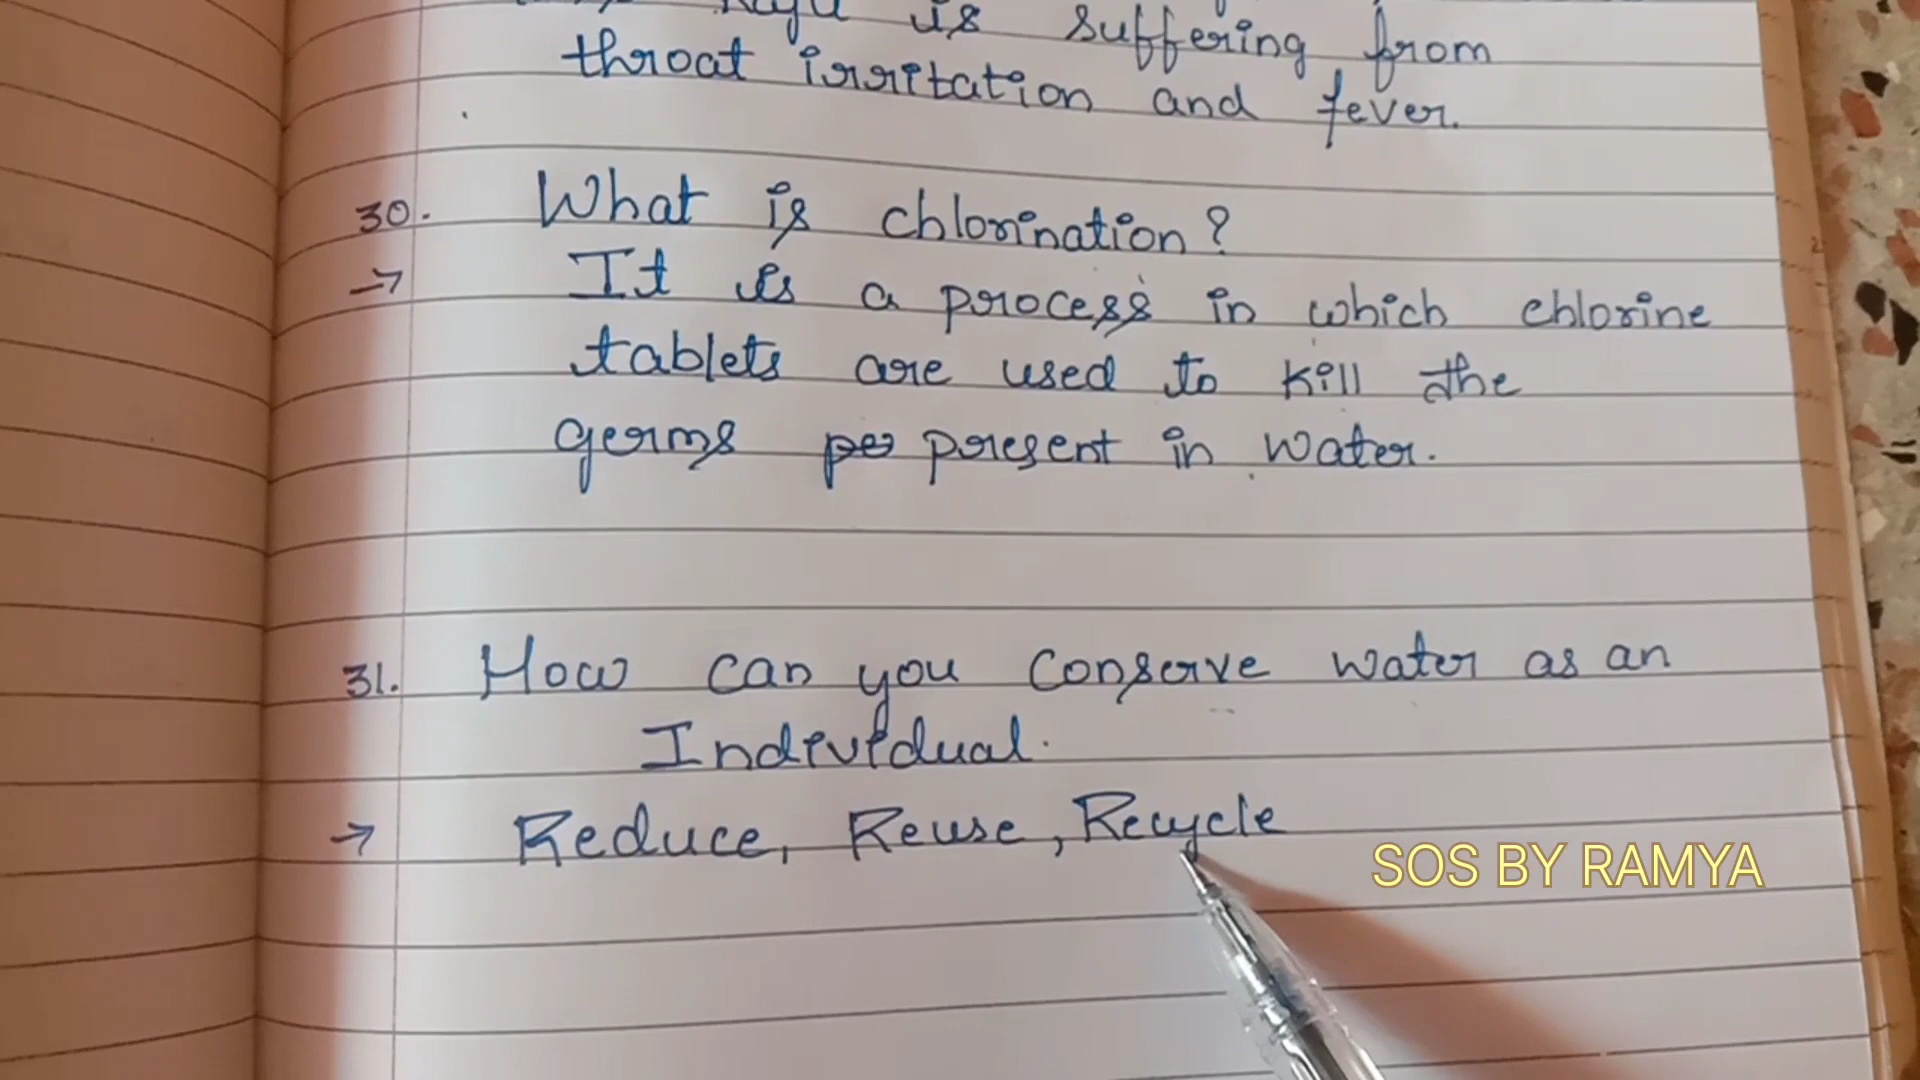 Raju is suffering from
throat irritation and fever.
30. What is chlorination?
→ It is a process in which chlorine
tablets are used to kill the
germs pe present in water.
31. How can you conserve water as an
Individual.
→ Reduce, Reuse, Recycle
SOS BY RAMYA